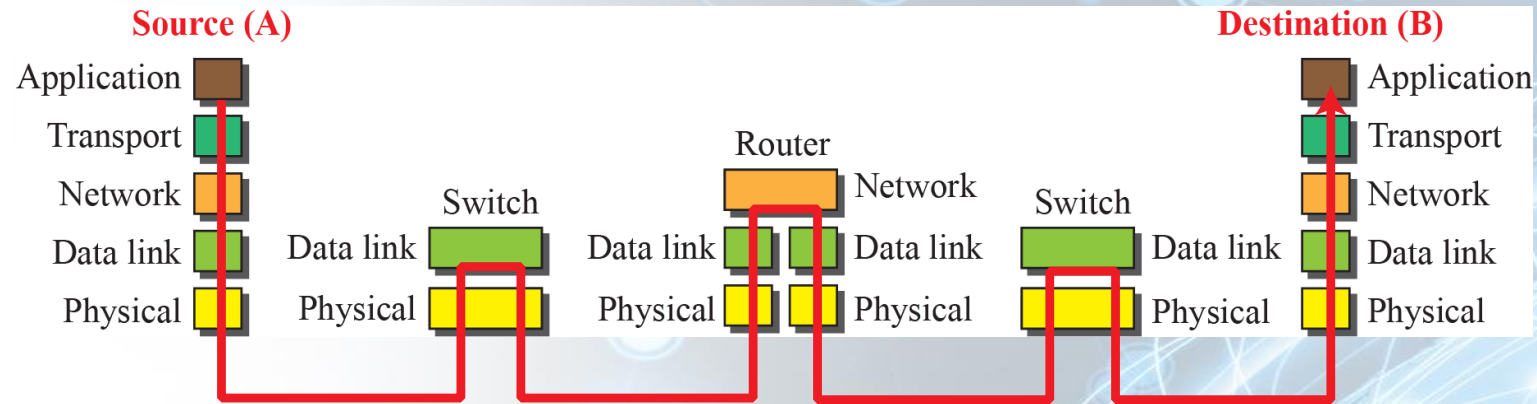 Source (A)
Destination (B)
Application
Application
Transport
Transport
Router
Network
Network
Network
Switch
Switch
Data link
Data link
Data link
Data link
Data link
Data link
Physical
Physical
Physical
Physical
Physical
Physical